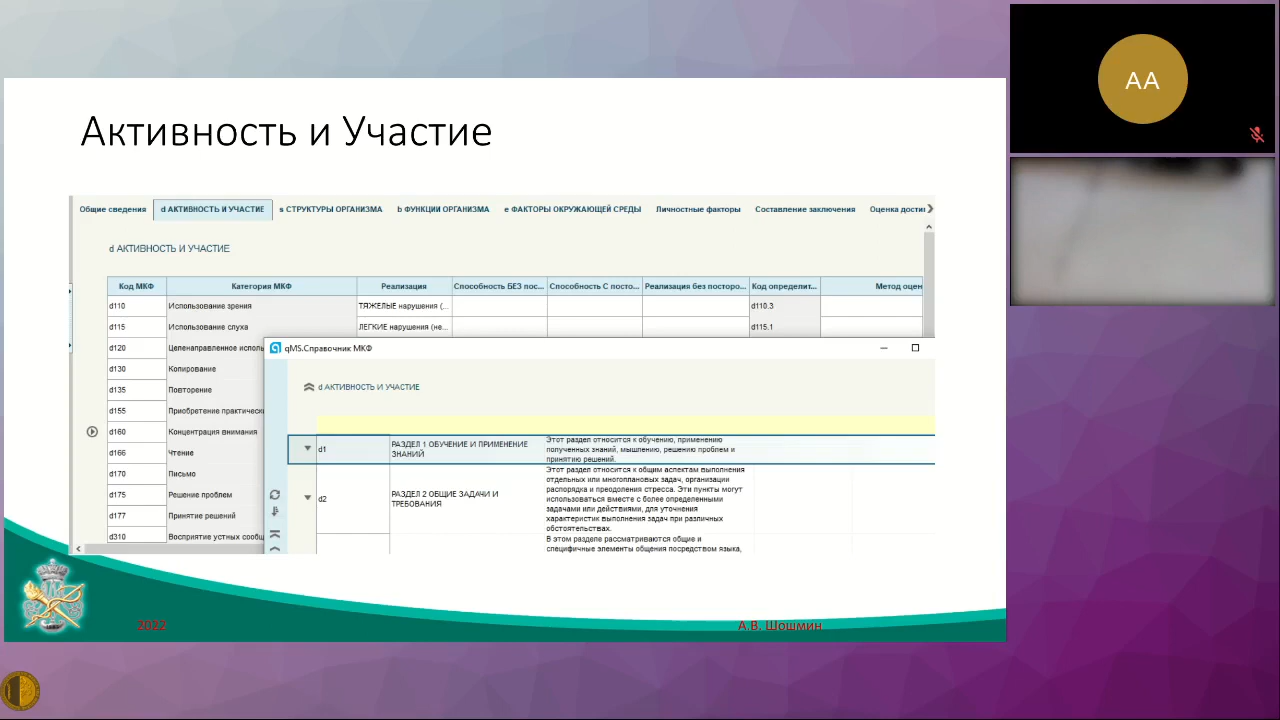 Активность и Участие
Общие сведения d АКТИВНОСТЬ И УЧАСТИЕ s СТРУКТУРЫ ОРГАНИЗМА b ФУНКЦИИ ОРГАНИЗМА e ФАКТОРЫ ОКРУЖАЮЩЕЙ СРЕДЫ Личностные факторы Составление заключения Оценка дости
d АКТИВНОСТЬ И УЧАСТИЕ
Код МКФ Категория МКФ Реализация Способность БЕЗ пос... Способность С посто... Реализация без посторо... Код определит... Метод оцен
d110 Использование зрения ТЯЖЕЛЫЕ нарушения (... d110.3
d115 Использование слуха ЛЕГКИЕ нарушения (не... d115.1
d120 Целенаправленное исполь
d130 Копирование
d135 Повторение
d155 Приобретение практическ
d160 Концентрация внимания
d166 Чтение
d170 Письмо
d175 Решение проблем
d177 Принятие решений
d310 Восприятие устных сообщ
qMS.Справочник МКФ
d АКТИВНОСТЬ И УЧАСТИЕ
d1 РАЗДЕЛ 1 ОБУЧЕНИЕ И ПРИМЕНЕНИЕ
ЗНАНИЙ
Этот раздел относится к обучению, применению
полученных знаний, мышлению, решению проблем и
принятию решений.
d2 РАЗДЕЛ 2 ОБЩИЕ ЗАДАЧИ И
ТРЕБОВАНИЯ
Этот раздел относится к общим аспектам выполнения
отдельных или многоплановых задач, организации
распорядка и преодоления стресса. Эти пункты могут
использоваться вместе с более определенными
задачами или действиями, для уточнения
характеристик выполнения задач при различных
обстоятельствах.
В этом разделе рассматриваются общие и
специфичные элементы общения посредством языка,
2022
А.В. Шошмин
АА